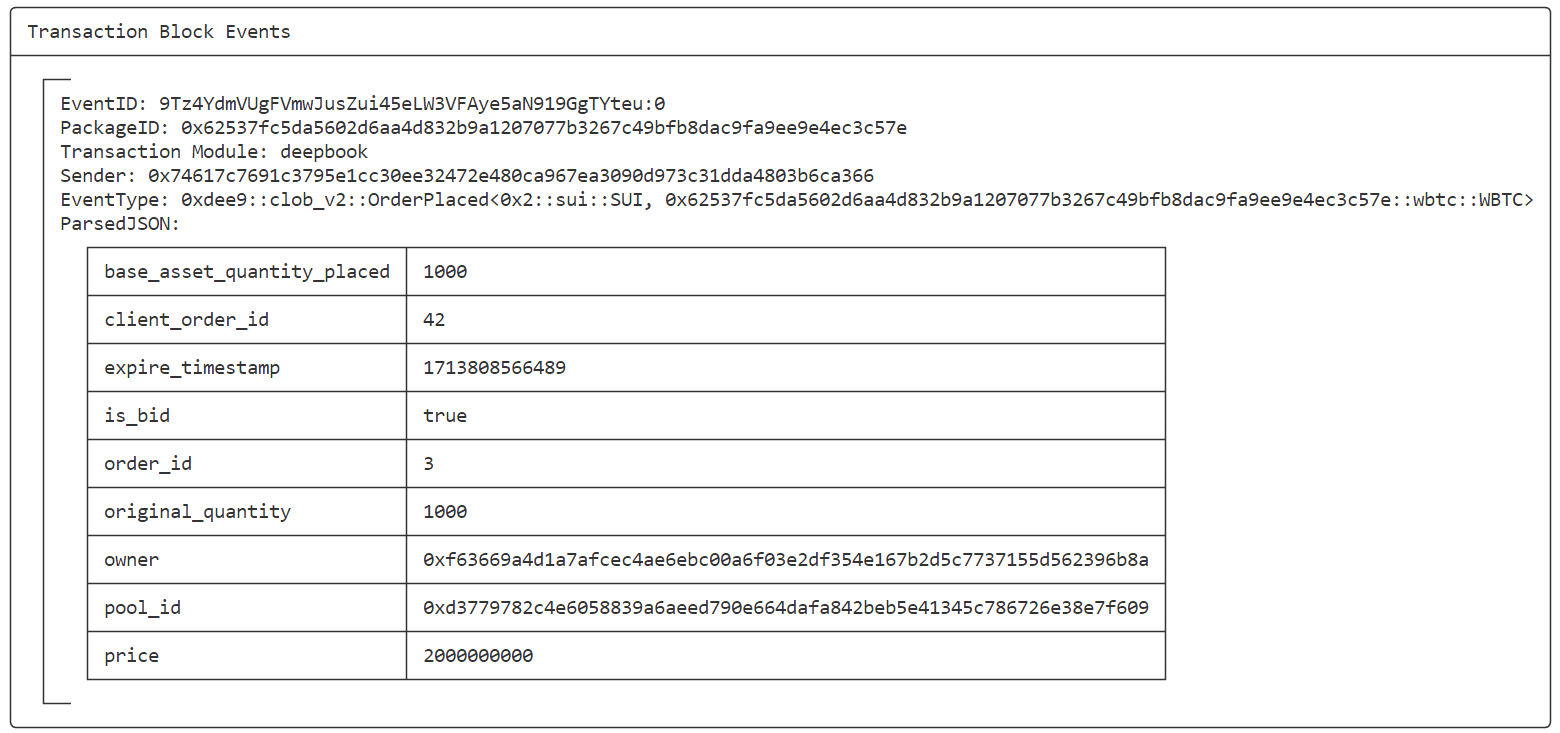 Transaction Block Events
EventID: 9Tz4YdmVUgFVmwJusZui45eLW3VFAye5aN919GgTYteu:0
PackageID: 0x62537fc5da5602d6aa4d832b9a1207077b3267c49bfb8dac9fa9ee9e4ec3c57e
Transaction Module: deepbook
Sender: 0x74617c7691c3795e1cc30ee32472e480ca967ea3090d973c31dda4803b6ca366
EventType: 0xdee9::clob_v2::OrderPlaced<0x2::sui::SUI, 0x62537fc5da5602d6aa4d832b9a1207077b3267c49bfb8dac9fa9ee9e4ec3c57e::wbtc::WBTC>
ParsedJSON:
base_asset_quantity_placed 1000
client_order_id 42
expire_timestamp 1713808566489
is_bid true
order_id 3
original_quantity 1000
owner 0xf63669a4d1a7afcec4ae6ebc00a6f03e2df354e167b2d5c7737155d562396b8a
pool_id 0xd3779782c4e6058839a6aeed790e664dafa842beb5e41345c786726e38e7f609
price 2000000000